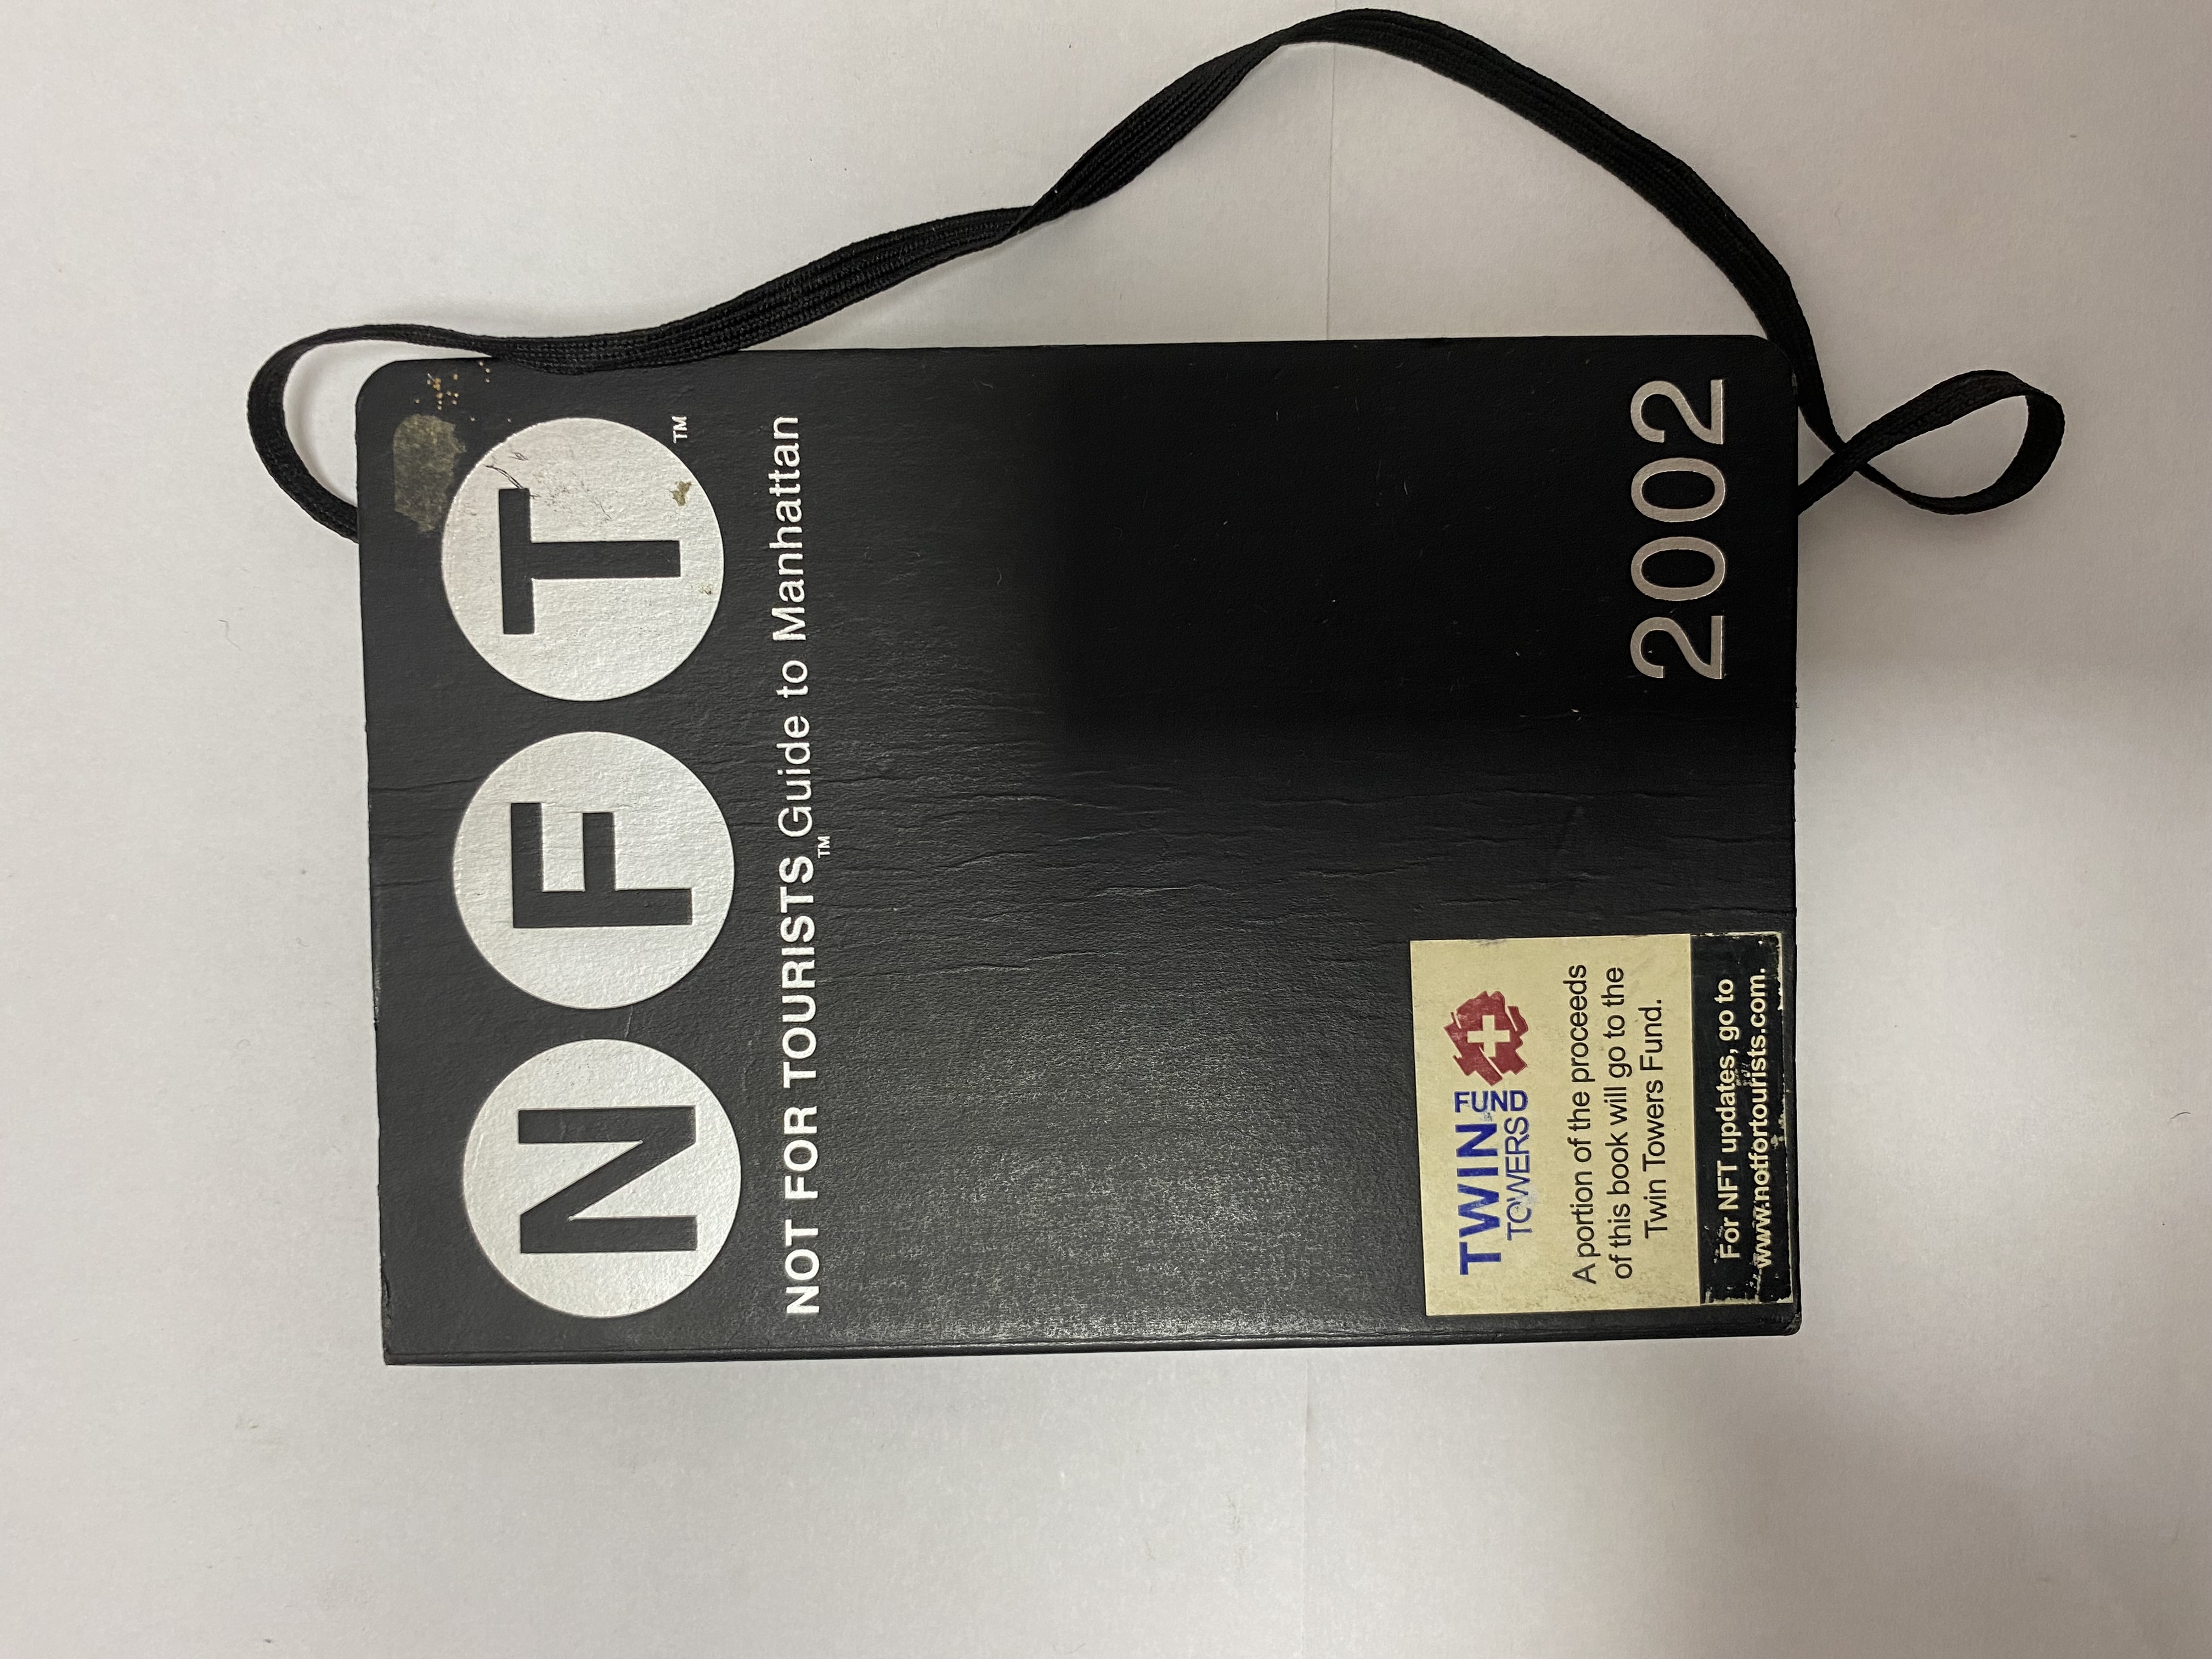 N F T ™
NOT FOR TOURISTS™ Guide to Manhattan
TWIN
TOWERS
FUND
A portion of the proceeds
of this book will go to the
Twin Towers Fund.
For NFT updates, go to
www.notfortourists.com.
2002